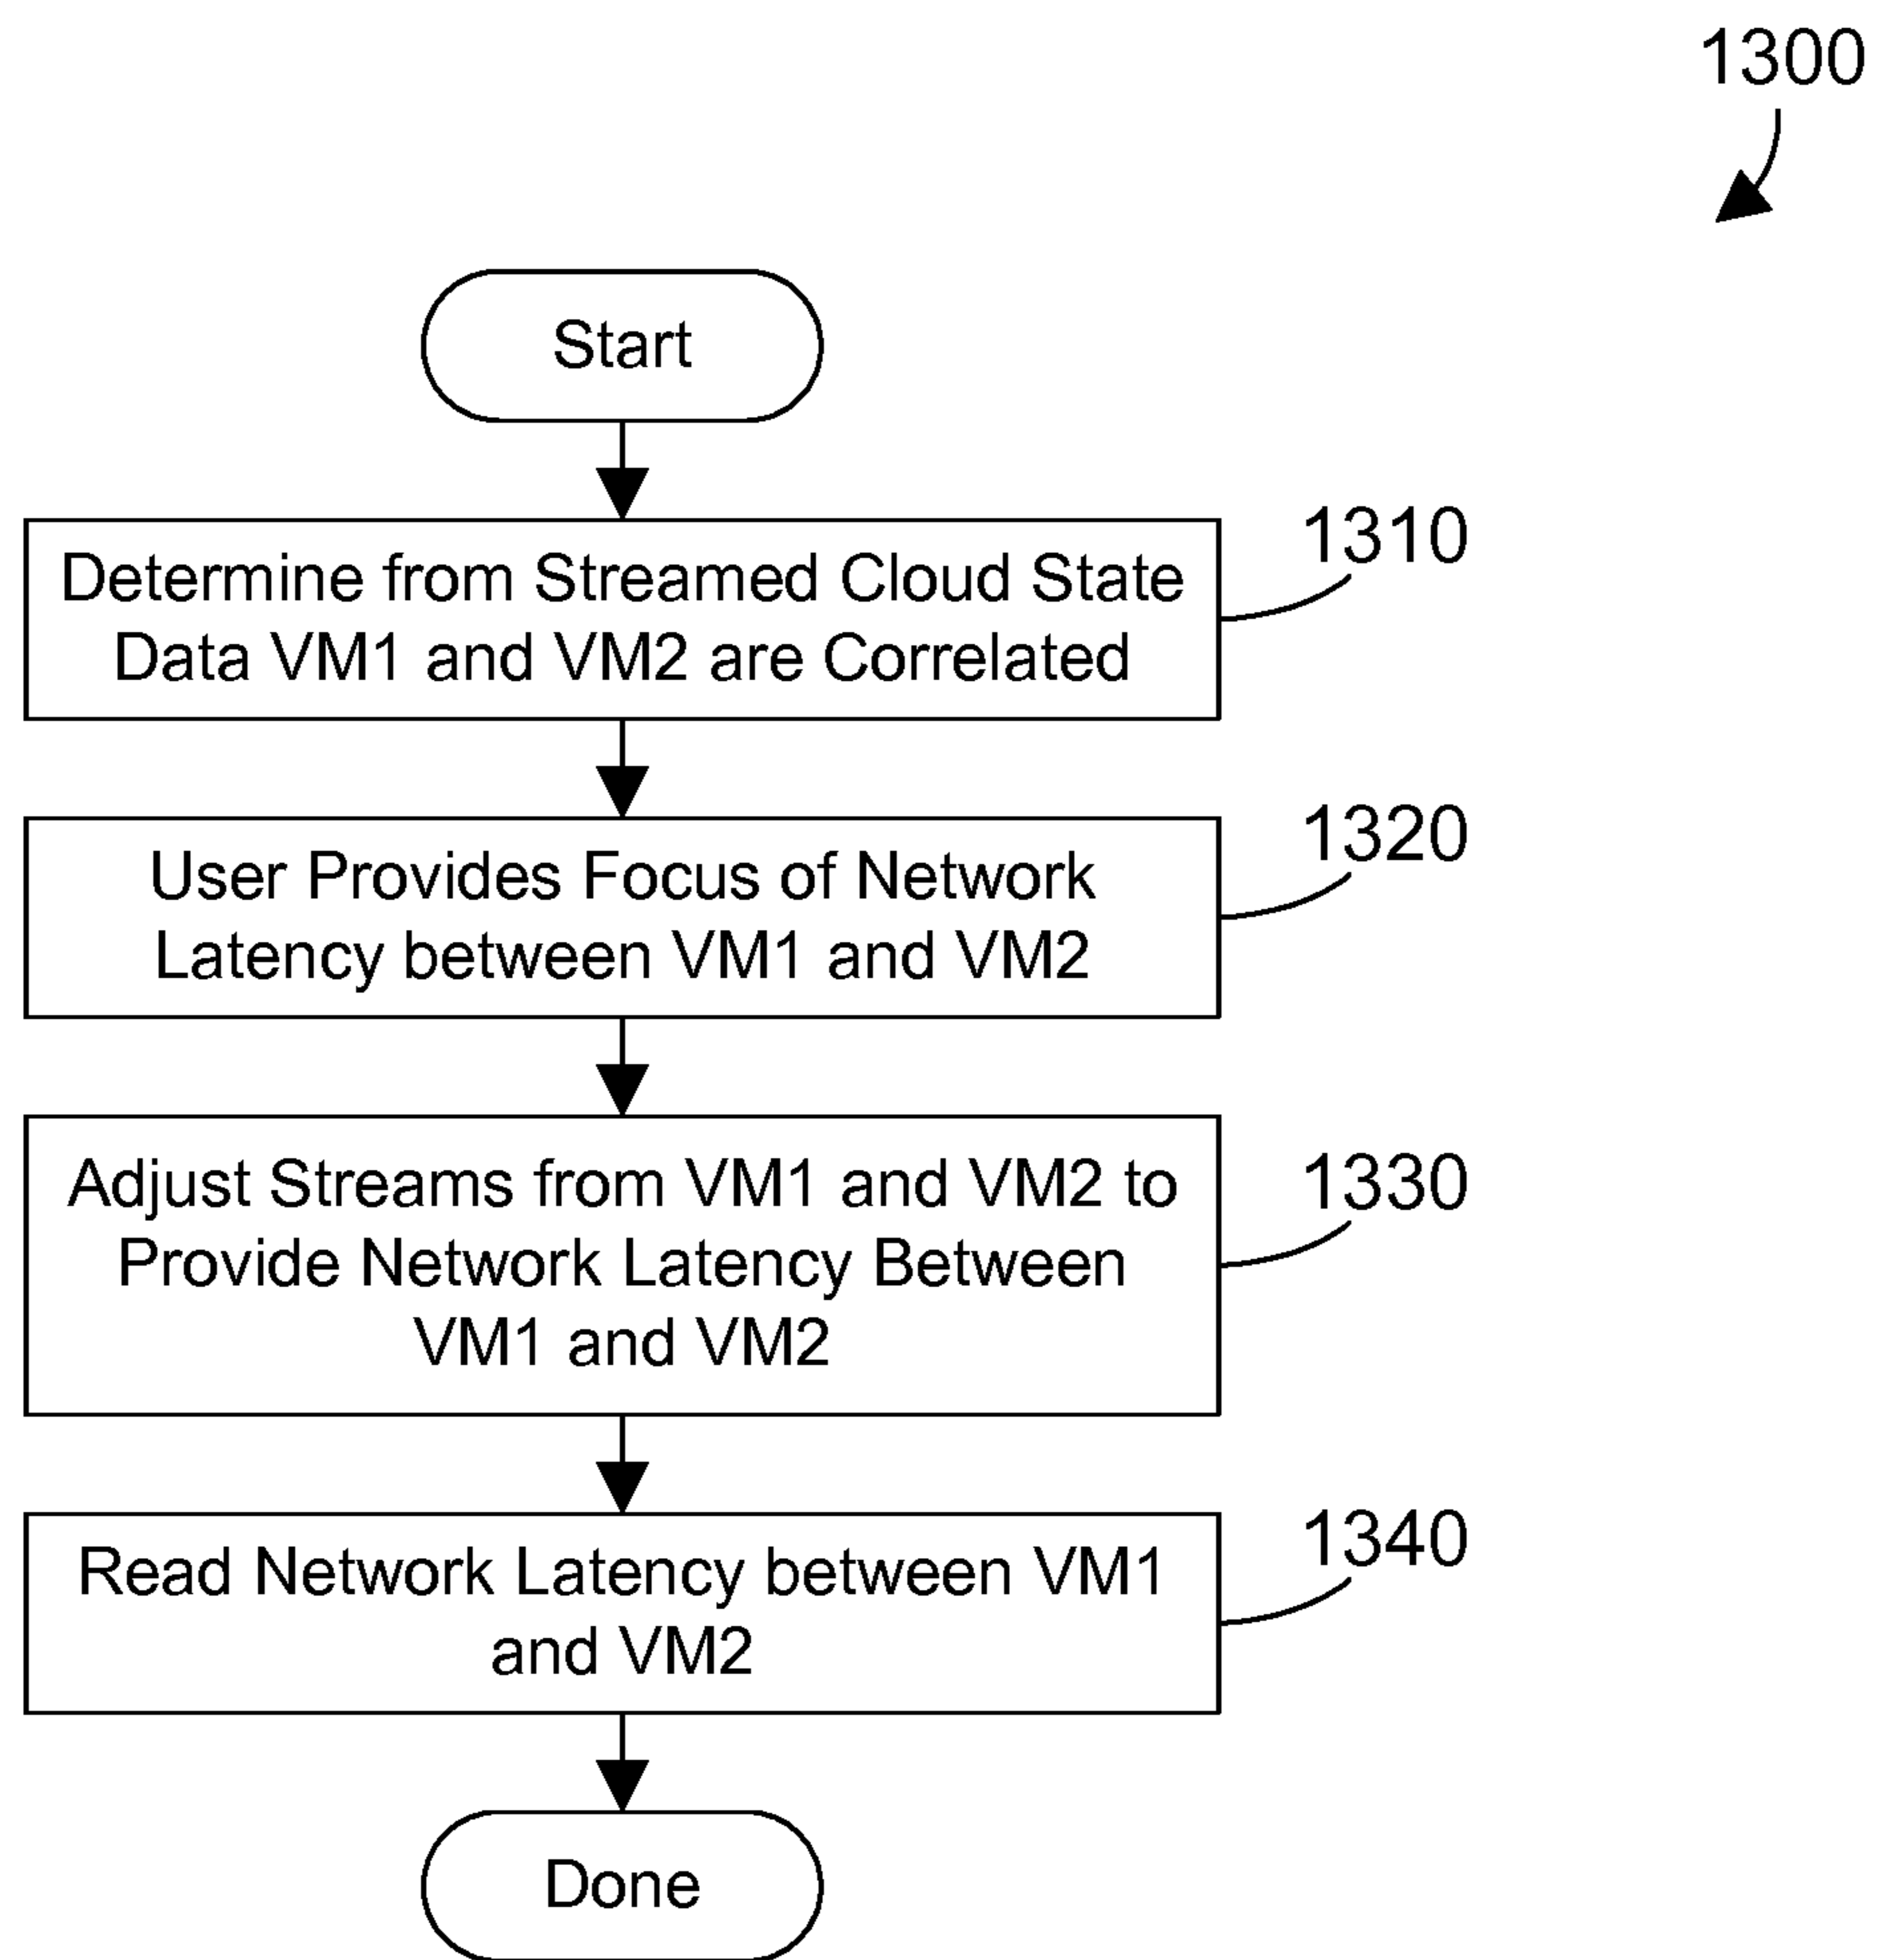 1300
Start
Determine from Streamed Cloud State
Data VM1 and VM2 are Correlated
1310
User Provides Focus of Network
Latency between VM1 and VM2
1320
Adjust Streams from VM1 and VM2 to
Provide Network Latency Between
VM1 and VM2
1330
Read Network Latency between VM1
and VM2
1340
Done